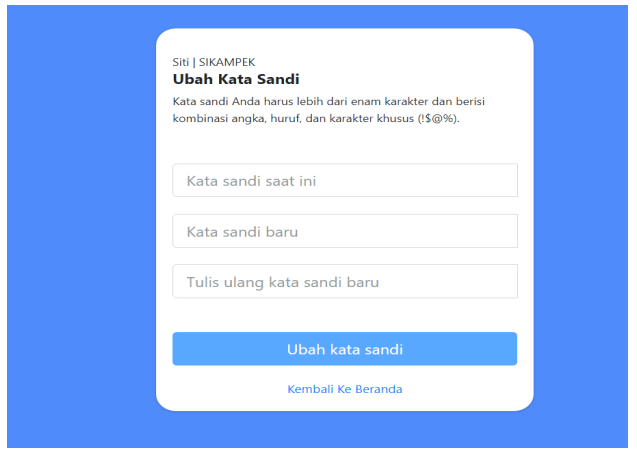 Siti | SIKAMPEK
Ubah Kata Sandi
Kata sandi Anda harus lebih dari enam karakter dan berisi
kombinasi angka, huruf, dan karakter khusus (!$@%).
Kata sandi saat ini
Kata sandi baru
Tulis ulang kata sandi baru
Ubah kata sandi
Kembali Ke Beranda